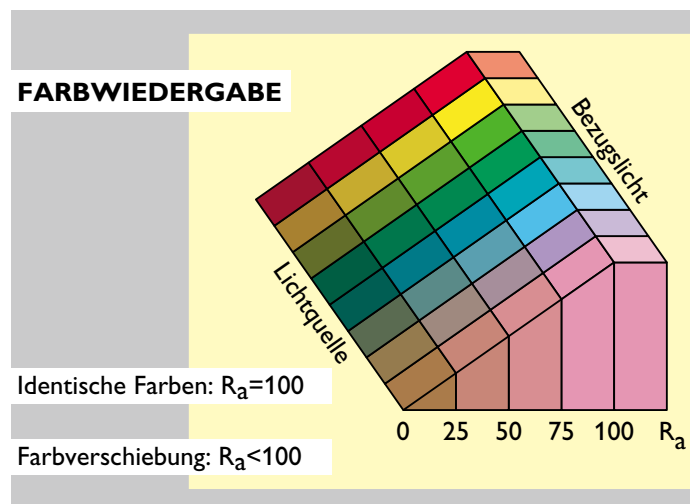 FARBWIEDERGABE
Bezugslicht
Lichtquelle
Identische Farben: Ra=100
0 25 50 75 100 Ra
Farbverschiebung: Ra<100